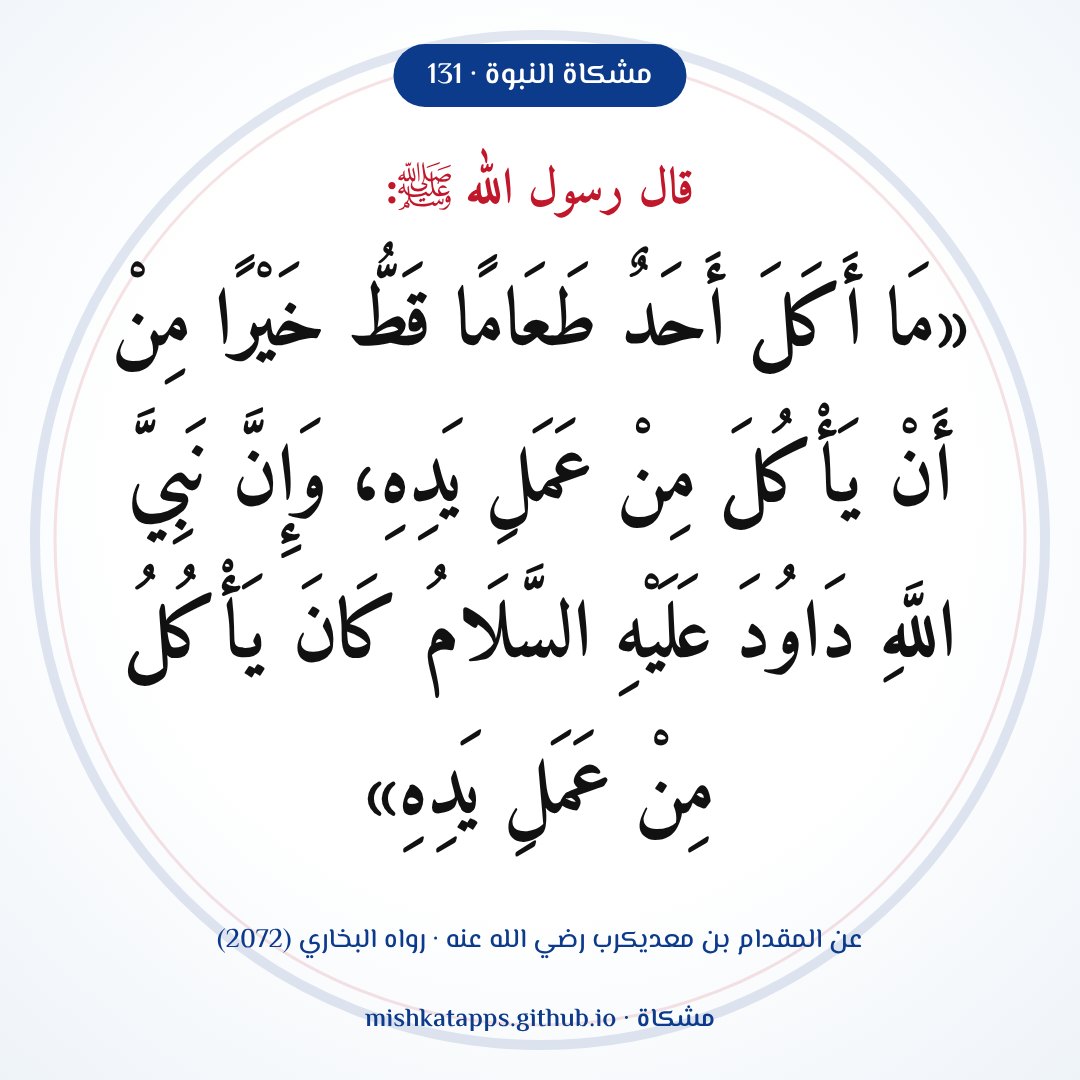 مشكاة النبوة · 131
قال رسول الله ﷺ:
«مَا أَكَلَ أَحَدٌ طَعَامًا قَطُّ خَيْرًا مِنْ
أَنْ يَأْكُلَ مِنْ عَمَلِ يَدِهِ، وَإِنَّ نَبِيَّ
اللَّهِ دَاوُدَ عَلَيْهِ السَّلَامُ كَانَ يَأْكُلُ
مِنْ عَمَلِ يَدِهِ»
عن المقدام بن معديكرب رضي الله عنه · رواه البخاري (2072)
مشكاة · mishkatapps.github.io